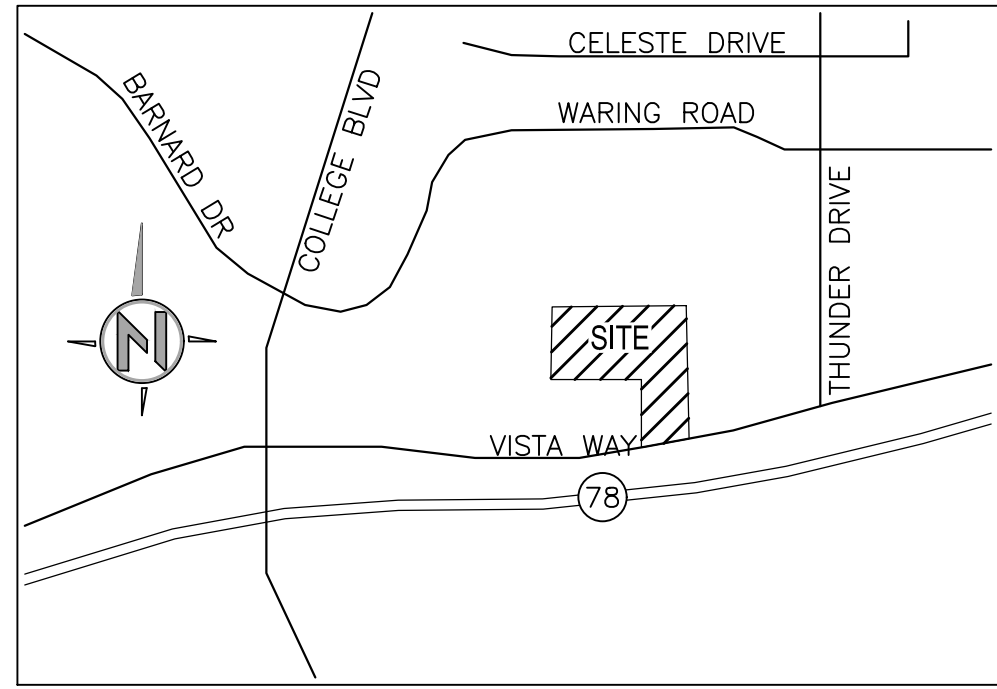 CELESTE DRIVE
BARNARD DR
COLLEGE BLVD
WARING ROAD
THUNDER DRIVE
N
SITE
VISTA WAY
78